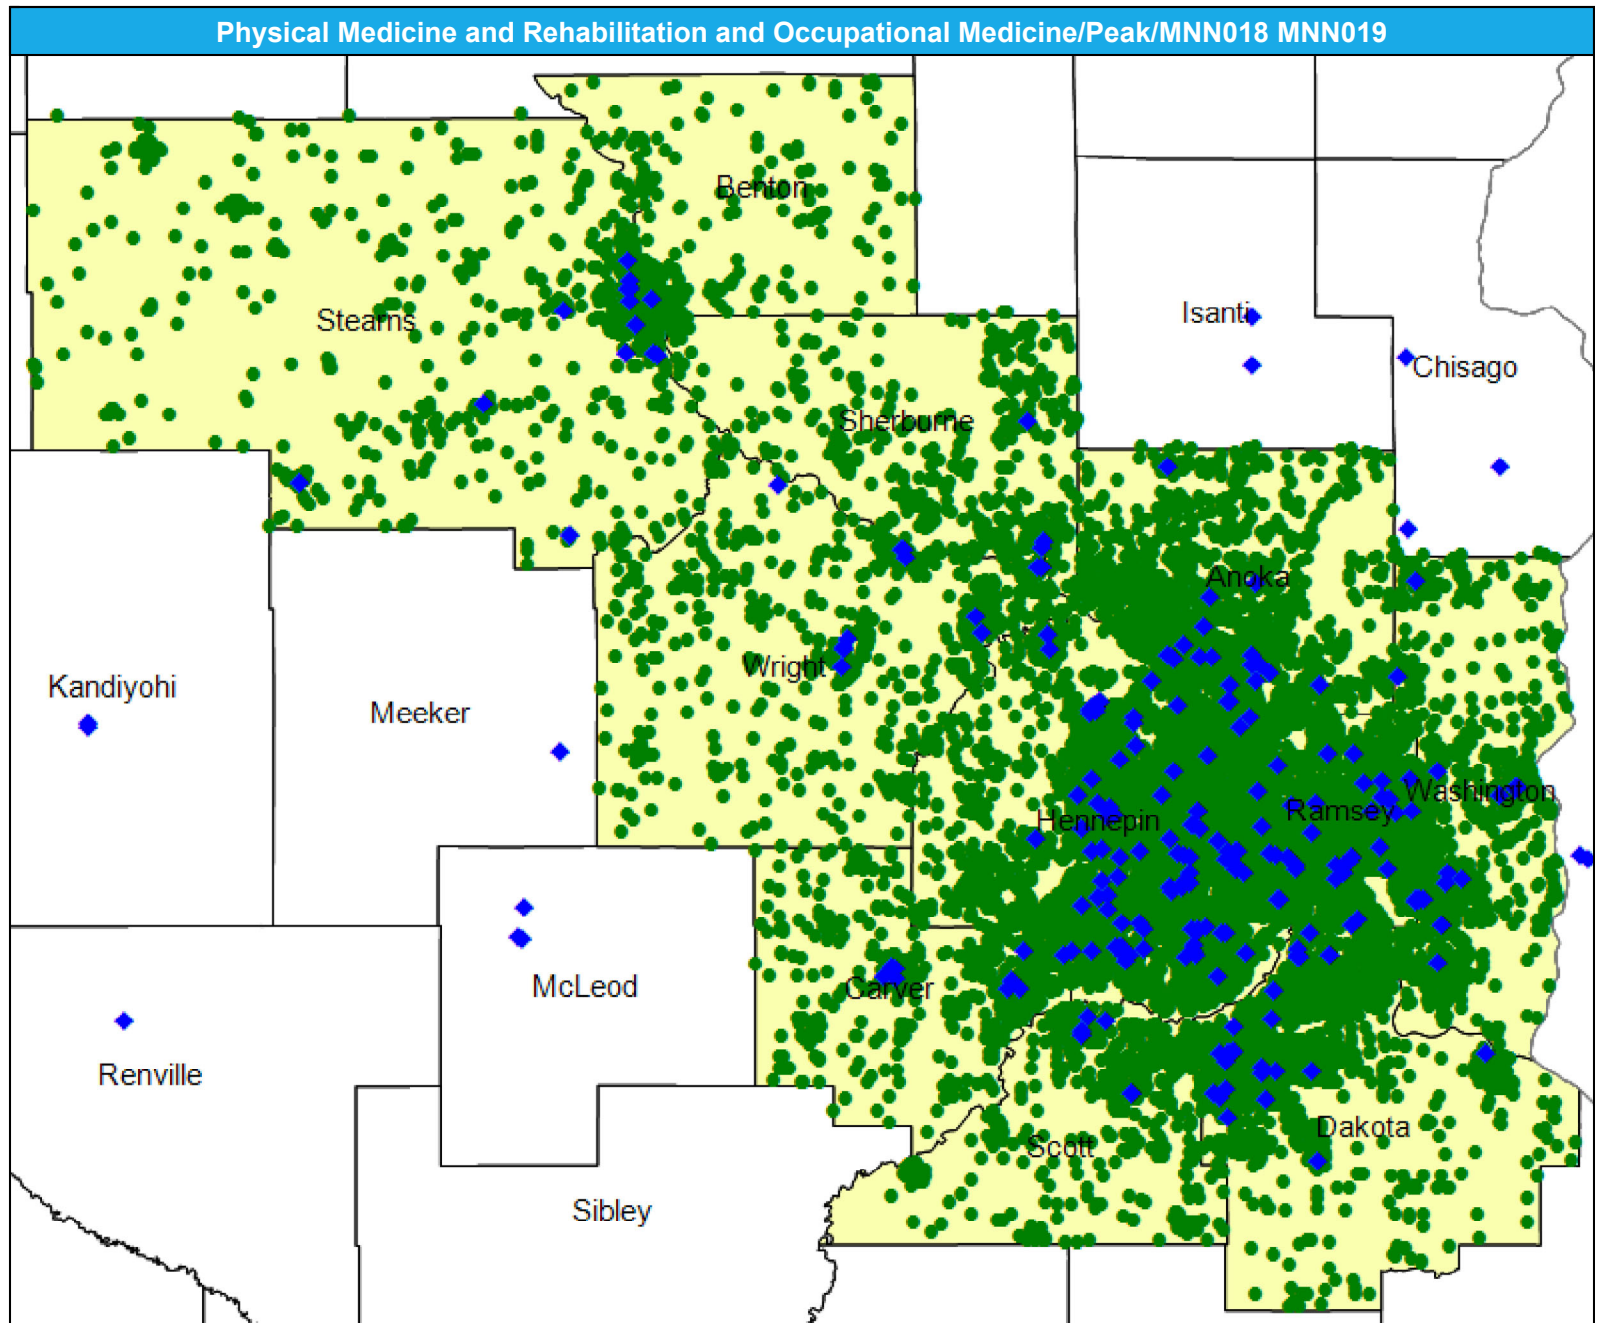 Physical Medicine and Rehabilitation and Occupational Medicine/Peak/MNN018 MNN019
Benton
Isanti
Stearns
Chisago
Sherburne
Anoka
Wright
Kandiyohi
Meeker
Washington
Ramsey
Hennepin
McLeod
Carver
Renville
Dakota
Scott
Sibley